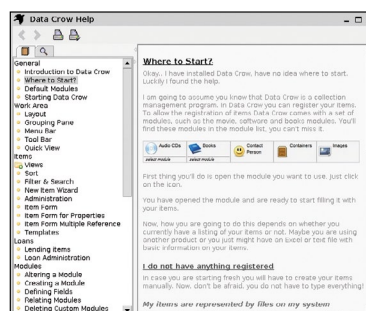 Data Crow Help
General
Introduction to Data Crow
Where to Start?
Default Modules
Starting Data Crow
Work Area
Layout
Grouping Pane
Menu Bar
Tool Bar
Quick View
Items
Views
Sort
Filter & Search
New Item Wizard
Administration
Item Form
Item Form for Properties
Item Form Multiple Reference
Templates
Loans
Lending Items
Loan Administration
Modules
Altering a Module
Creating a Module
Defining Fields
Relating Modules
Deleting Custom Modules
Where to Start?
Okay.. I have installed Data Crow, have no idea where to start.
Luckily I found the help.
I am going to assume you know that Data Crow is a collection
management program. In Data Crow you can register your items.
To allow the registration of items Data Crow comes with a set of
modules, such as the movie, software and books modules. You'll
find these modules in the module list, you can't miss it.
Audio CDs
Books
Contact
Person
Containers
Images
select module
select module
First thing you'll do is open the module you want to use. Just click
on the icon.
You have opened the module and are ready to start filling it with
your items.
Now, how you are going to do this depends on whether you
currently have a listing of your items or not. Maybe you are using
another product or you just might have an Excel or text file with
basic information on your items.
I do not have anything registered
In case you are starting fresh you will have to create your items
manually. Now, don't be afraid, you do not have to type everything!
My items are represented by files on my system